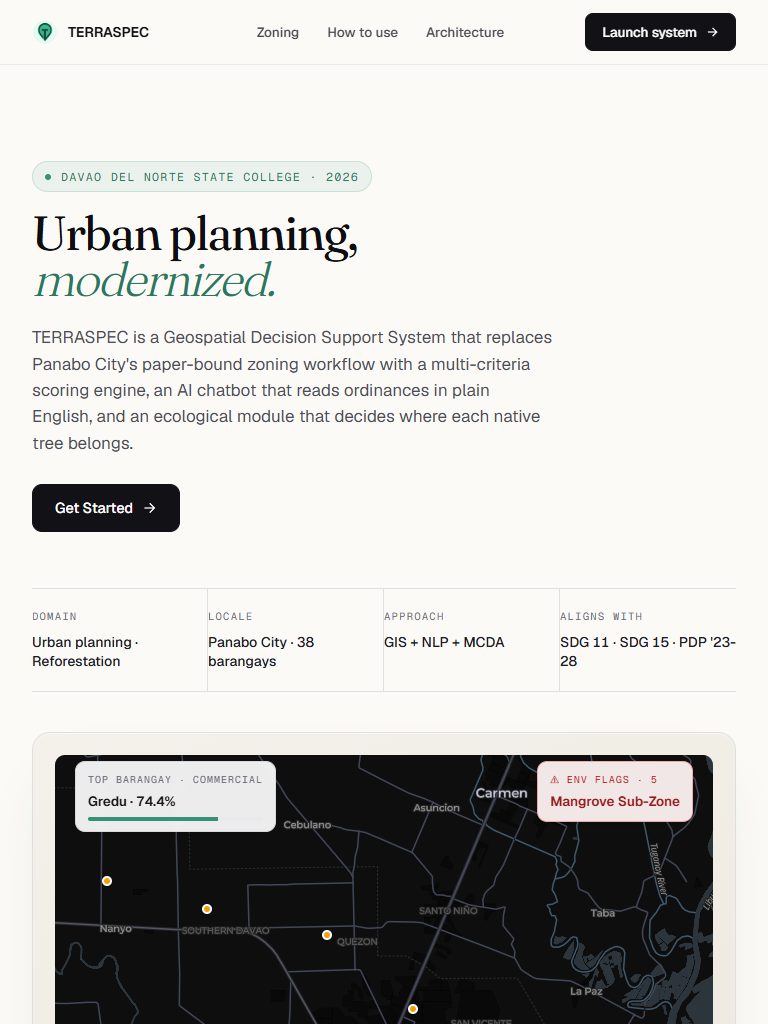 TERRASPEC
Zoning
How to use
Architecture
Launch system →
DAVAO DEL NORTE STATE COLLEGE · 2026
Urban planning,
modernized.
TERRASPEC is a Geospatial Decision Support System that replaces
Panabo City's paper-bound zoning workflow with a multi-criteria
scoring engine, an AI chatbot that reads ordinances in plain
English, and an ecological module that decides where each native
tree belongs.
Get Started →
DOMAIN
Urban planning ·
Reforestation
LOCALE
Panabo City · 38
barangays
APPROACH
GIS + NLP + MCDA
ALIGNS WITH
SDG 11 · SDG 15 · PDP '23-
28
TOP BARANGAY · COMMERCIAL
Gredu · 74.4%
⚠ ENV FLAGS · 5
Mangrove Sub-Zone
Carmen
Asuncion
Cebulano
Tuganay River
SANTO NIÑO
Taba
Nanyo
SOUTHERN DAVAO
QUEZON
La Paz
SAN VICENTE